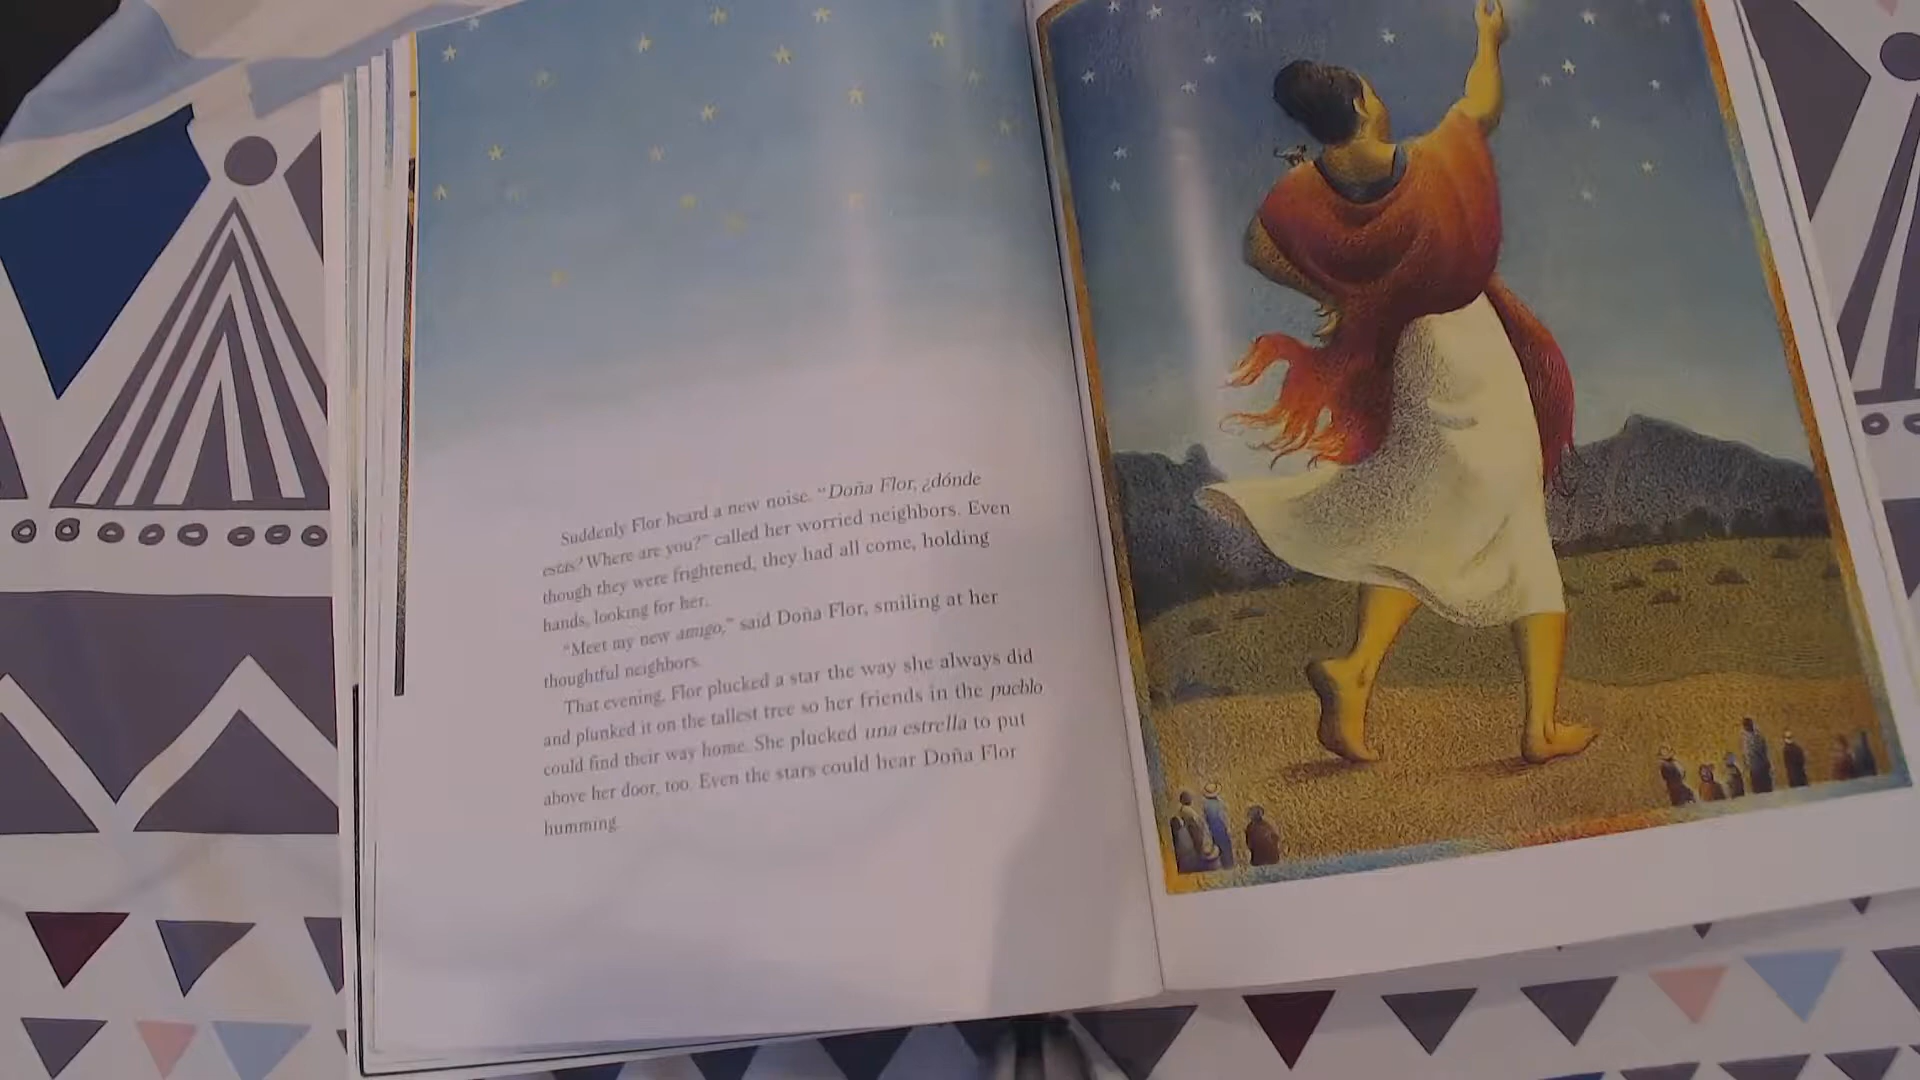 Suddenly Flor heard a new noise. “Doña Flor, ¿dónde
estás? Where are you?” called her worried neighbors. Even
though they were frightened, they had all come, holding
hands, looking for her.
“Meet my new amigo,” said Doña Flor, smiling at her
thoughtful neighbors.
That evening, Flor plucked a star the way she always did
and plunked it on the tallest tree so her friends in the pueblo
could find their way home. She plucked una estrella to put
above her door, too. Even the stars could hear Doña Flor
humming.